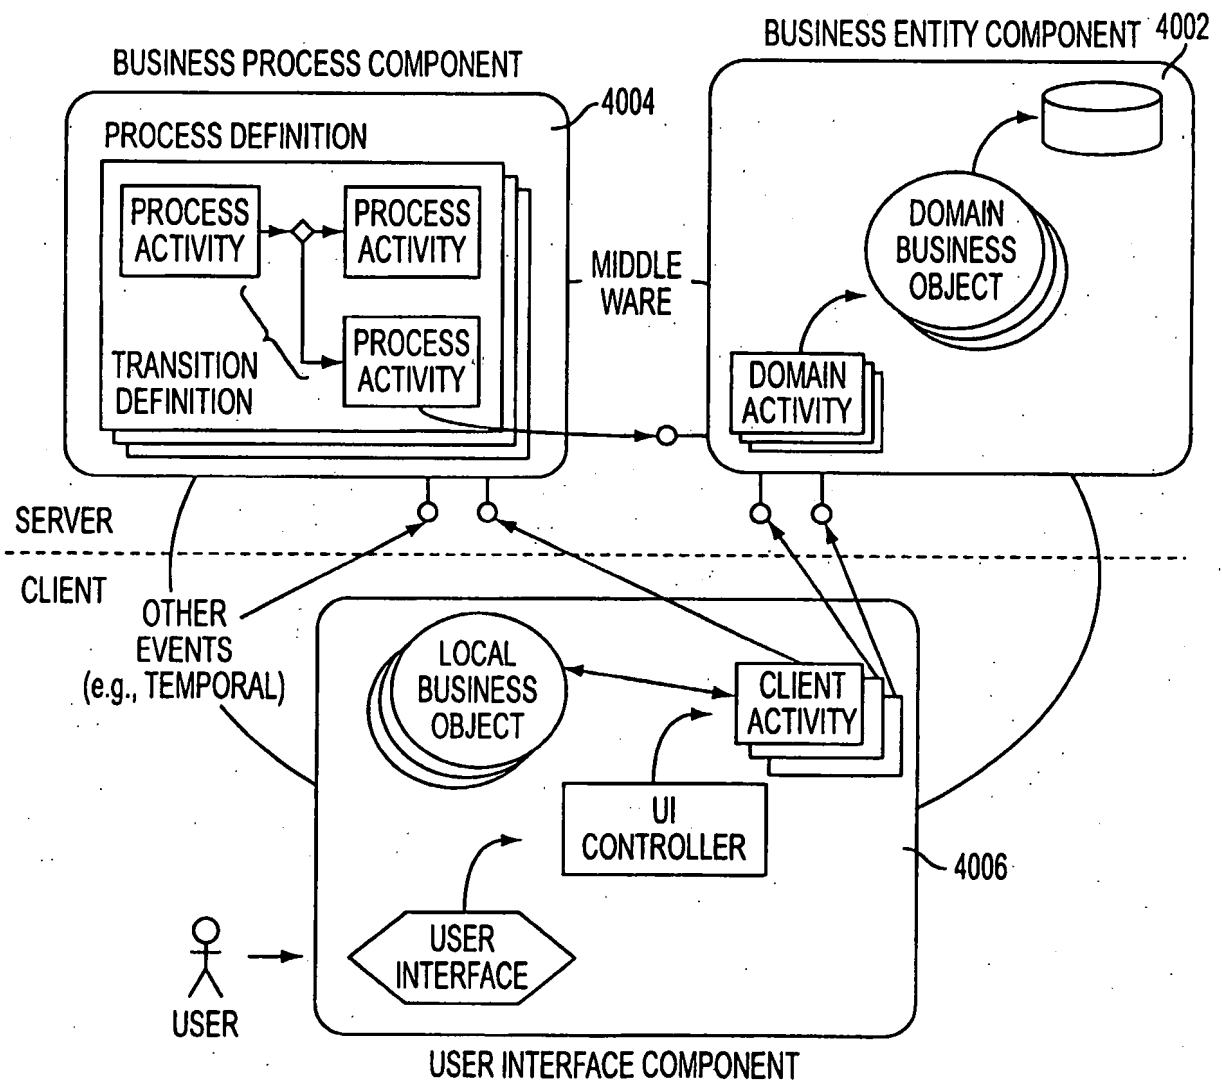 BUSINESS ENTITY COMPONENT
4002
BUSINESS PROCESS COMPONENT
4004
PROCESS DEFINITION
PROCESS
ACTIVITY
PROCESS
ACTIVITY
PROCESS
ACTIVITY
TRANSITION
DEFINITION
MIDDLE
WARE
DOMAIN
BUSINESS
OBJECT
DOMAIN
ACTIVITY
SERVER
CLIENT
OTHER
EVENTS
(e.g., TEMPORAL)
LOCAL
BUSINESS
OBJECT
CLIENT
ACTIVITY
UI
CONTROLLER
4006
USER
INTERFACE
USER
USER INTERFACE COMPONENT